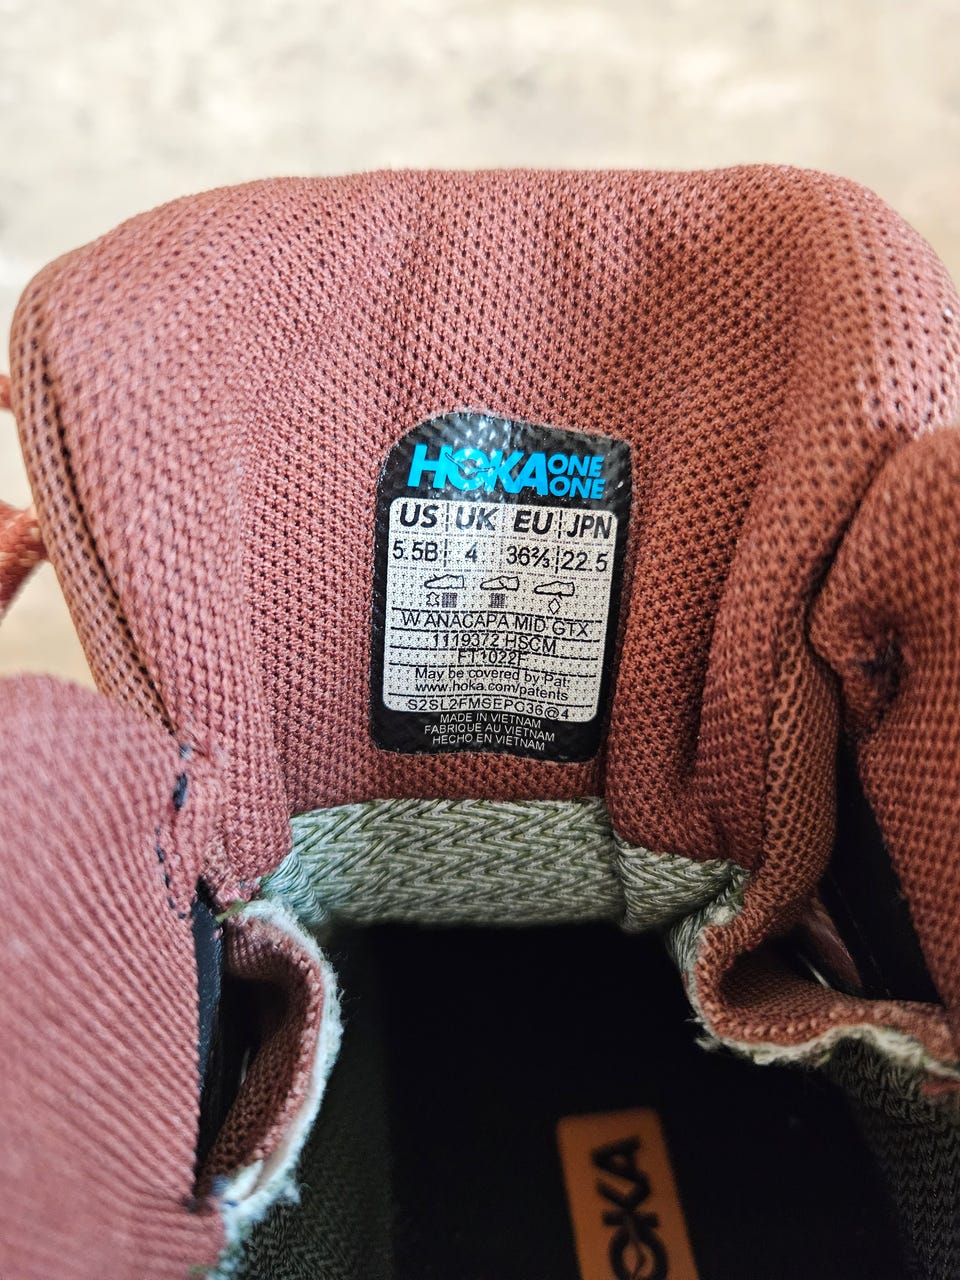 HOKA ONE ONE
US UK EU JPN
5.5B 4 36⅔ 22.5
W ANACAPA MID GTX
1119372 HSCM
FT1022F
May be covered by Pat.
www.hoka.com/patents
S2SL2FMSEPG36@4
MADE IN VIETNAM
FABRIQUE AU VIETNAM
HECHO EN VIETNAM
HOKA